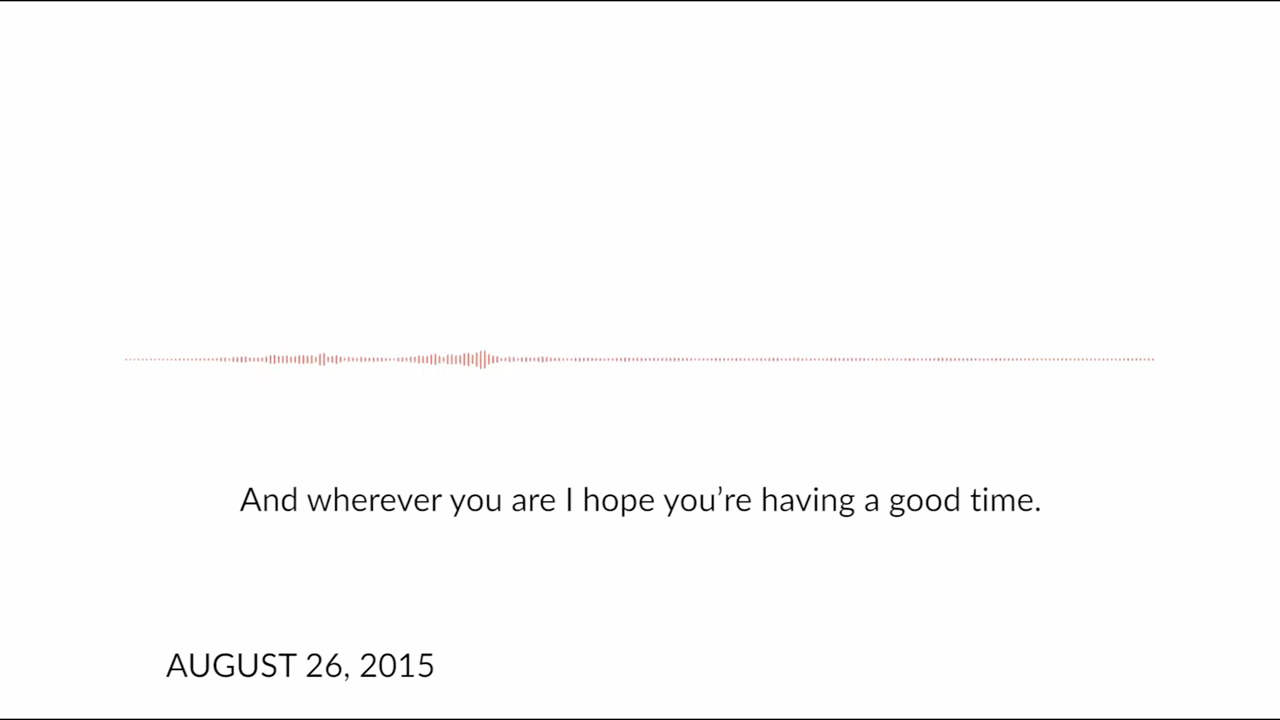 And wherever you are I hope you’re having a good time.
AUGUST 26, 2015